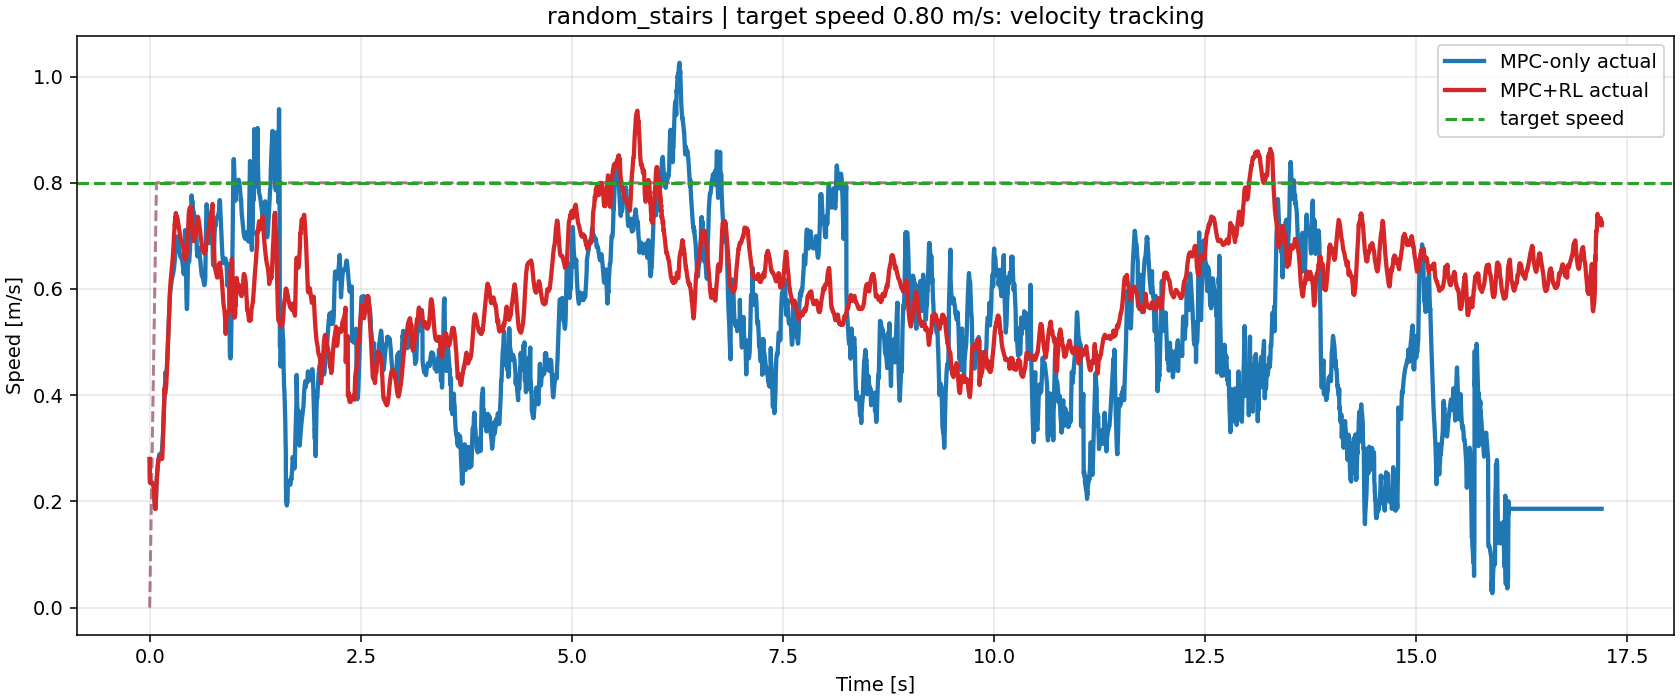 random_stairs | target speed 0.80 m/s: velocity tracking
MPC-only actual
MPC+RL actual
target speed
Speed [m/s]
1.0
0.8
0.6
0.4
0.2
0.0
0.0 2.5 5.0 7.5 10.0 12.5 15.0 17.5
Time [s]